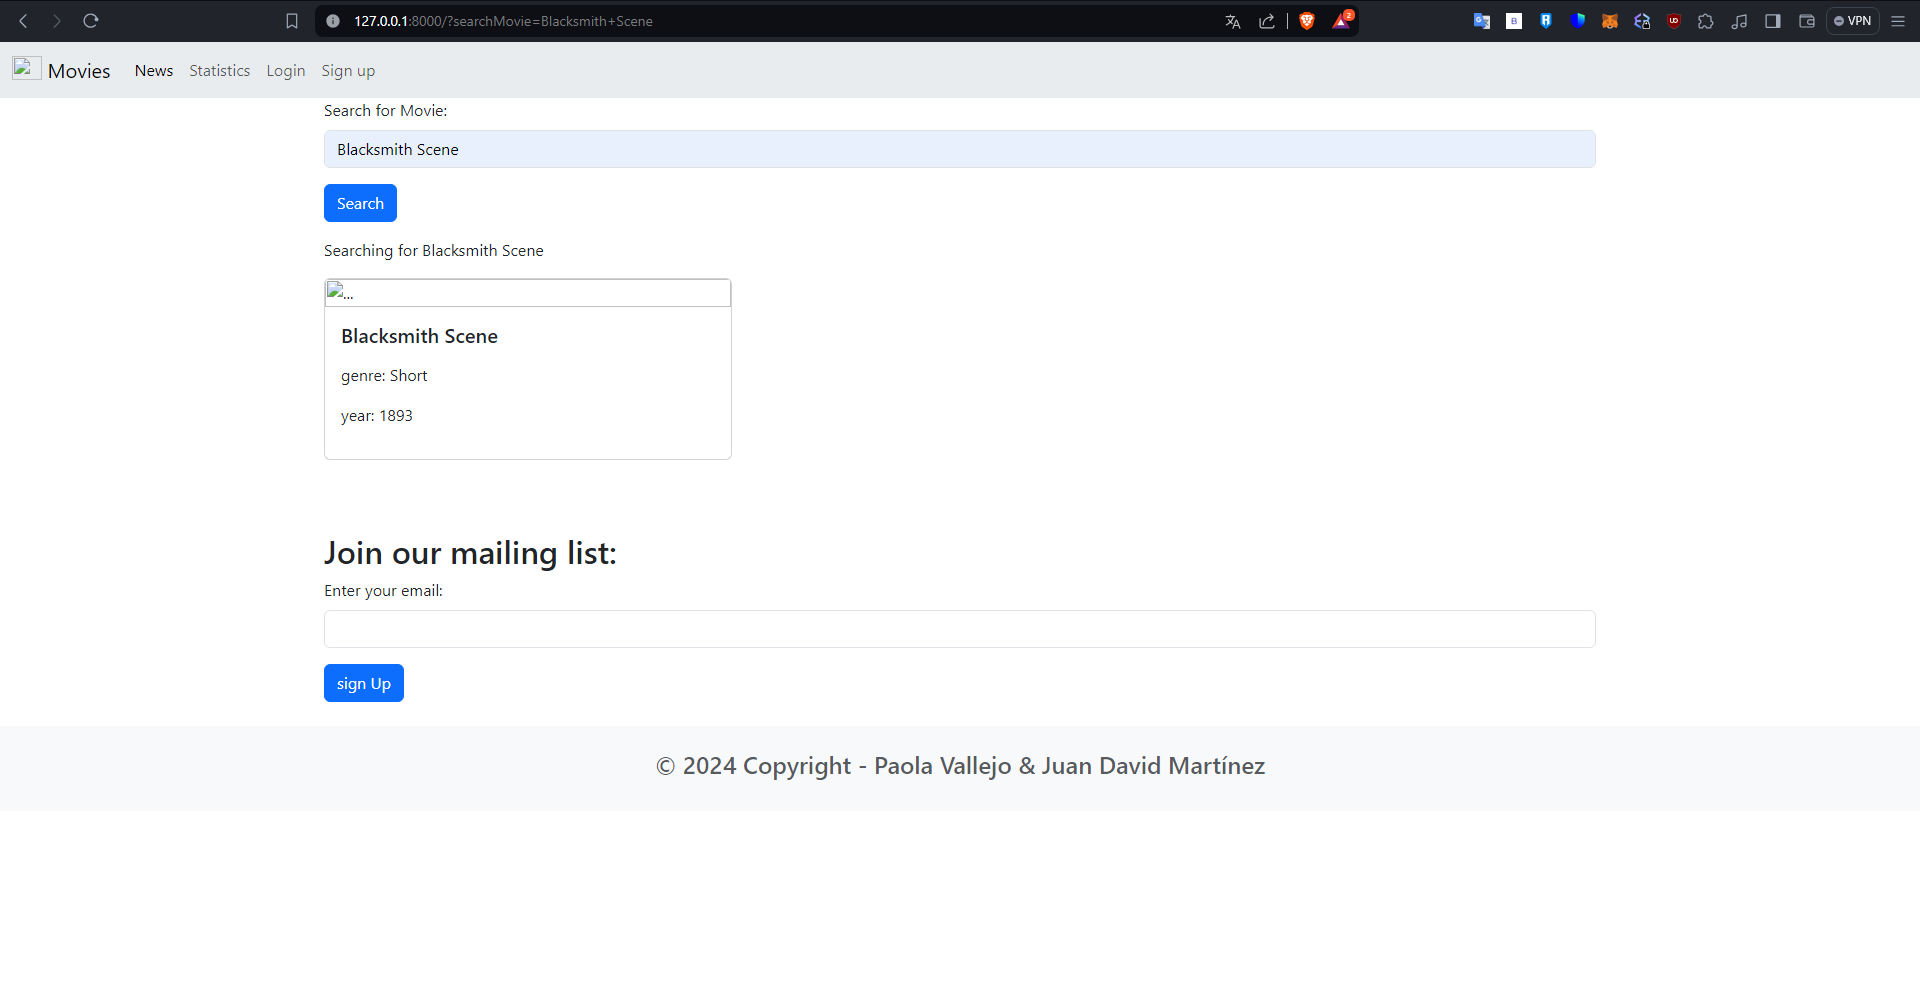 127.0.0.1:8000/?searchMovie=Blacksmith+Scene
2
VPN
Movies News Statistics Login Sign up
Search for Movie:
Blacksmith Scene
Search
Searching for Blacksmith Scene
...
Blacksmith Scene
genre: Short
year: 1893
Join our mailing list:
Enter your email:
sign Up
© 2024 Copyright - Paola Vallejo & Juan David Martínez